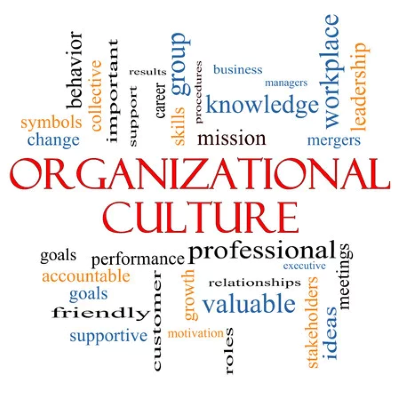 behavior
collective
important
support
results
career
group
skills
procedures
business
managers
knowledge
workplace
leadership
symbols
change
mission
mergers
ORGANIZATIONAL
CULTURE
goals
performance
professional
executive
meetings
accountable
goals
friendly
supportive
customer
growth
motivation
relationships
valuable
roles
stakeholders
ideas